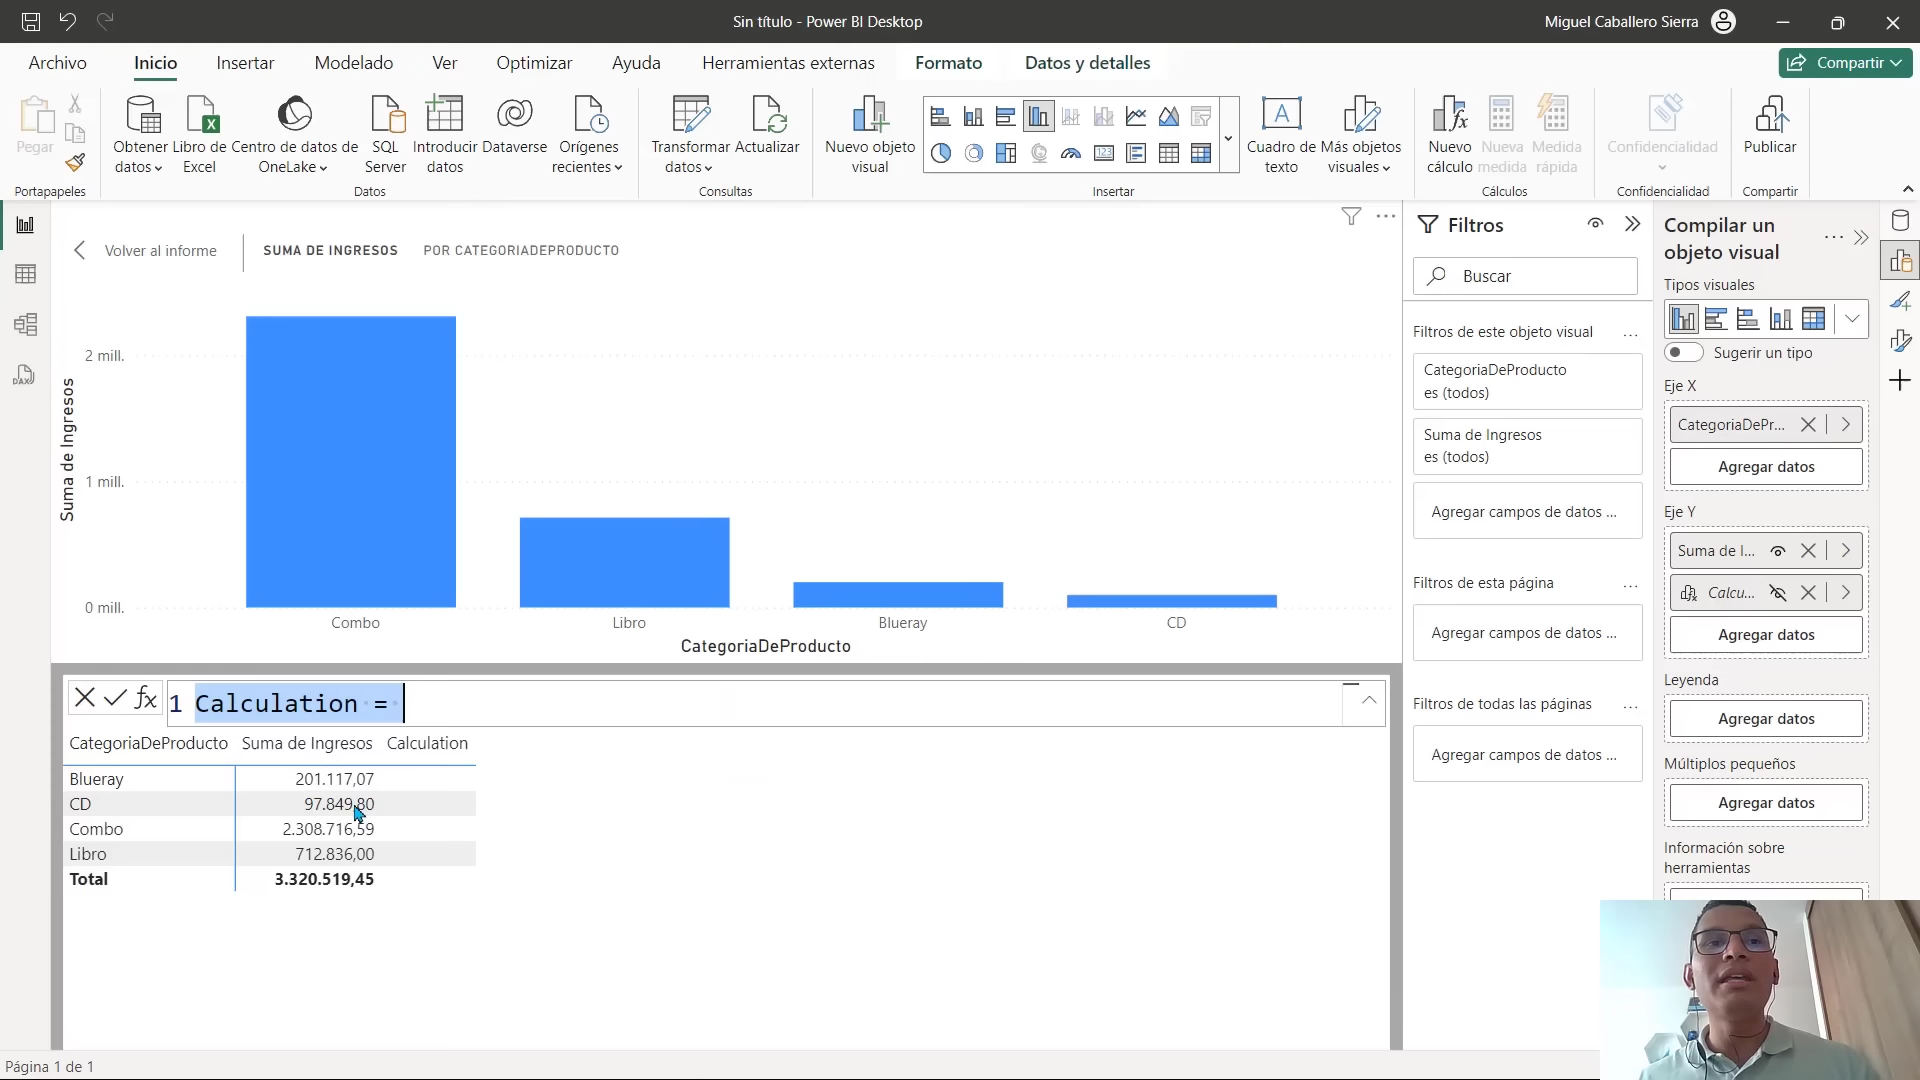 Sin título - Power BI Desktop
Miguel Caballero Sierra
Archivo Inicio Insertar Modelado Ver Optimizar Ayuda Herramientas externas Formato Datos y detalles
Compartir
Pegar
Obtener datos
Libro de Excel
Centro de datos de OneLake
SQL Server
Introducir datos
Dataverse
Orígenes recientes
Transformar datos
Actualizar
Nuevo objeto visual
Cuadro de texto
Más objetos visuales
Nuevo cálculo
Nueva medida
Medida rápida
Confidencialidad
Publicar
Portapapeles Datos Consultas Insertar Cálculos Confidencialidad Compartir
Volver al informe
SUMA DE INGRESOS POR CATEGORIADEPRODUCTO
Suma de Ingresos
2 mill.
1 mill.
0 mill.
Combo Libro Blueray CD
CategoriaDeProducto
1 Calculation =
CategoriaDeProducto Suma de Ingresos Calculation
Blueray 201.117,07
CD 97.849,80
Combo 2.308.716,59
Libro 712.836,00
Total 3.320.519,45
Filtros
Buscar
Filtros de este objeto visual
CategoriaDeProducto
es (todos)
Suma de Ingresos
es (todos)
Agregar campos de datos ...
Filtros de esta página
Agregar campos de datos ...
Filtros de todas las páginas
Agregar campos de datos ...
Compilar un
objeto visual
Tipos visuales
Sugerir un tipo
Eje X
CategoriaDePr...
Agregar datos
Eje Y
Suma de I...
Calcu...
Agregar datos
Leyenda
Agregar datos
Múltiplos pequeños
Agregar datos
Información sobre
herramientas
DAX
Página 1 de 1